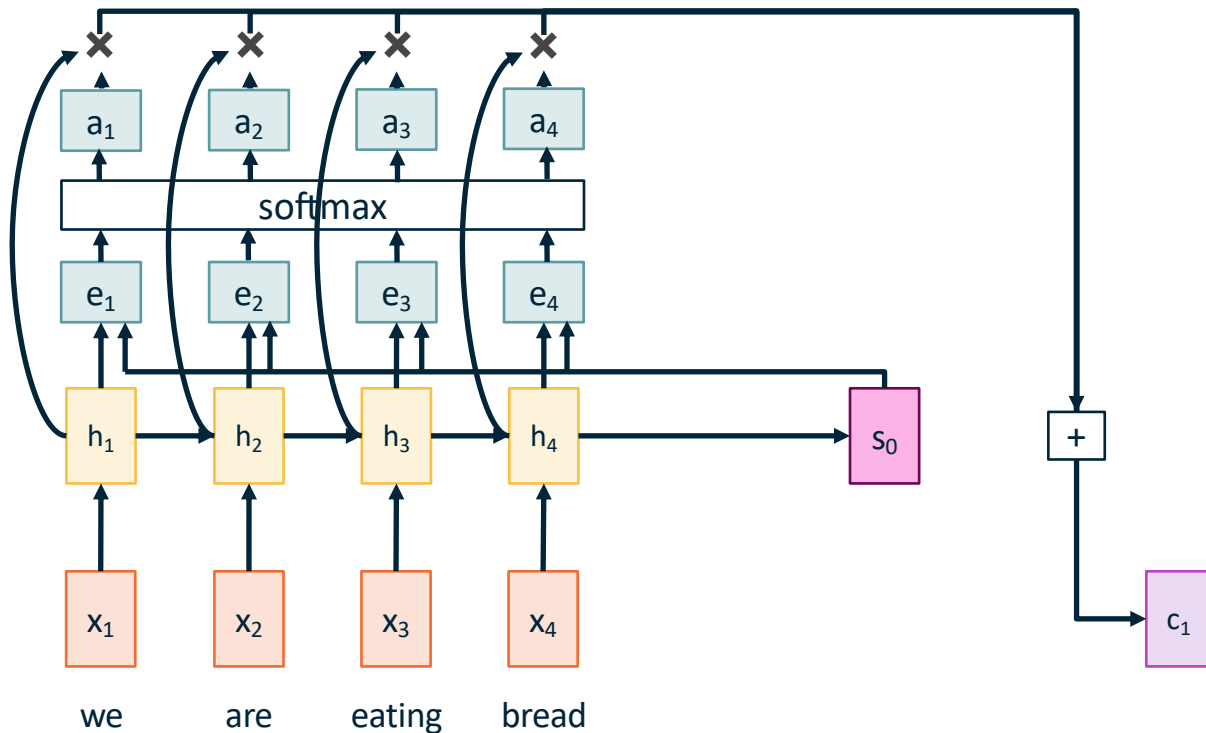 a₁ a₂ a₃ a₄
softmax
e₁ e₂ e₃ e₄
h₁ h₂ h₃ h₄ s₀ +
x₁ x₂ x₃ x₄ c₁
we are eating bread